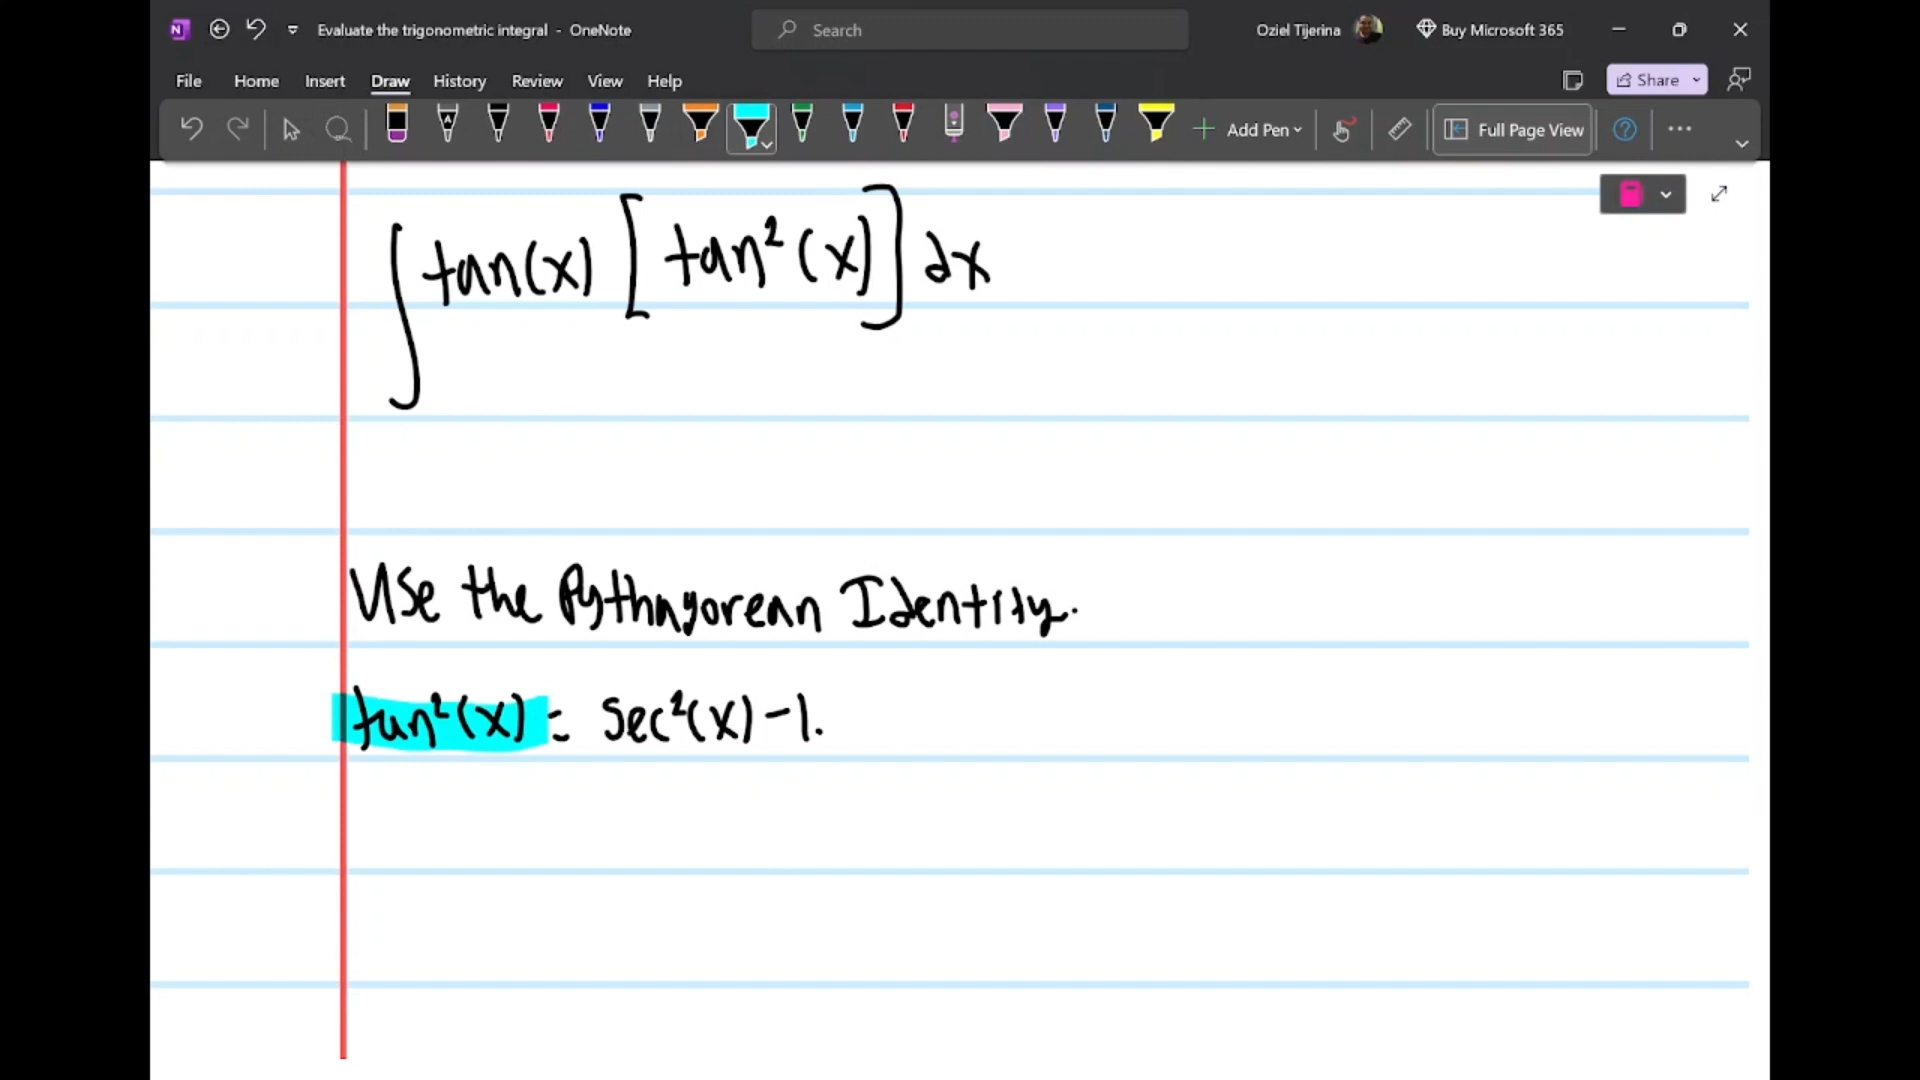 Evaluate the trigonometric integral - OneNote
Search
Oziel Tijerina
Buy Microsoft 365
File Home Insert Draw History Review View Help
Share
Add Pen
Full Page View
∫ tan(x) [tan²(x)] dx
Use the Pythagorean Identity.
tan²(x) = sec²(x) - 1.